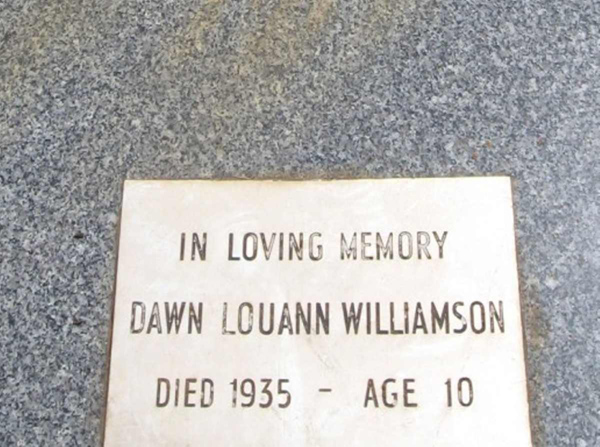 IN LOVING MEMORY
DAWN LOUANN WILLIAMSON
DIED 1935 - AGE 10